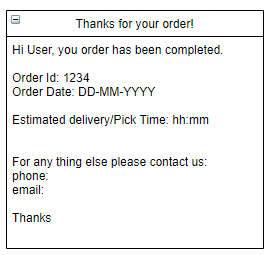 Thanks for your order!
Hi User, you order has been completed.
Order Id: 1234
Order Date: DD-MM-YYYY
Estimated delivery/Pick Time: hh:mm
For any thing else please contact us:
phone:
email:
Thanks